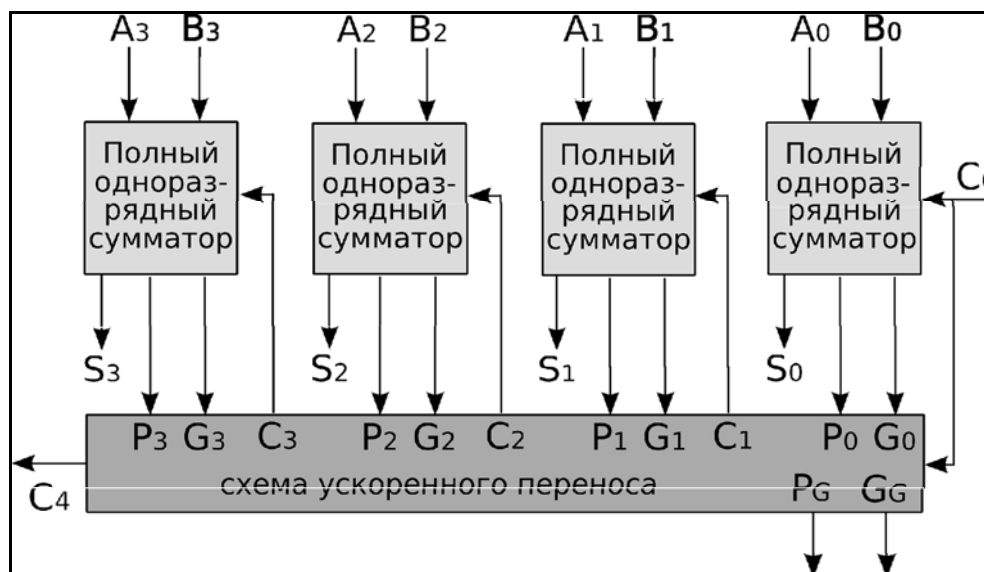 A3 B3 A2 B2 A1 B1 A0 B0
Полный
однораз-
рядный
сумматор
Полный
однораз-
рядный
сумматор
Полный
однораз-
рядный
сумматор
Полный
однораз-
рядный
сумматор
S3 S2 S1 S0
P3 G3 C3 P2 G2 C2 P1 G1 C1 P0 G0
схема ускоренного переноса
PG GG
C4